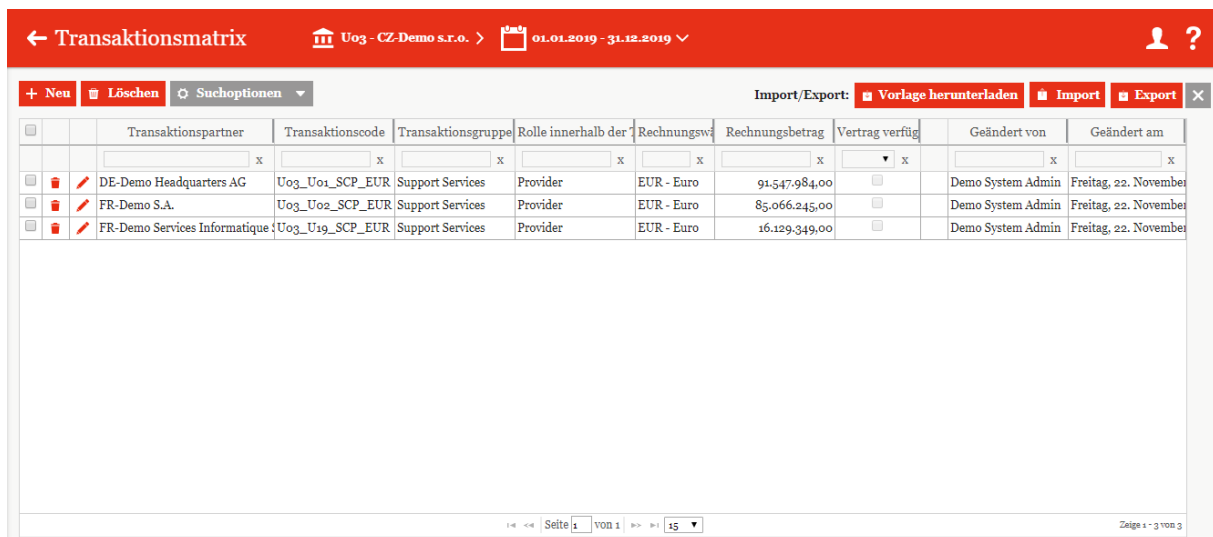 Transaktionsmatrix U03 - CZ-Demo s.r.o. 01.01.2019 - 31.12.2019 ?
+ Neu Löschen Suchoptionen Import/Export: Vorlage herunterladen Import Export
Transaktionspartner Transaktionscode Transaktionsgruppe Rolle innerhalb der Rechnungswä Rechnungsbetrag Vertrag verfüg Geändert von Geändert am
x x x x x x x x x
DE-Demo Headquarters AG U03_U01_SCP_EUR Support Services Provider EUR - Euro 91.547.984,00 Demo System Admin Freitag, 22. November
FR-Demo S.A. U03_U02_SCP_EUR Support Services Provider EUR - Euro 85.066.245,00 Demo System Admin Freitag, 22. November
FR-Demo Services Informatique U03_U19_SCP_EUR Support Services Provider EUR - Euro 16.129.349,00 Demo System Admin Freitag, 22. November
Seite 1 von 1 15 Zeige 1 - 3 von 3